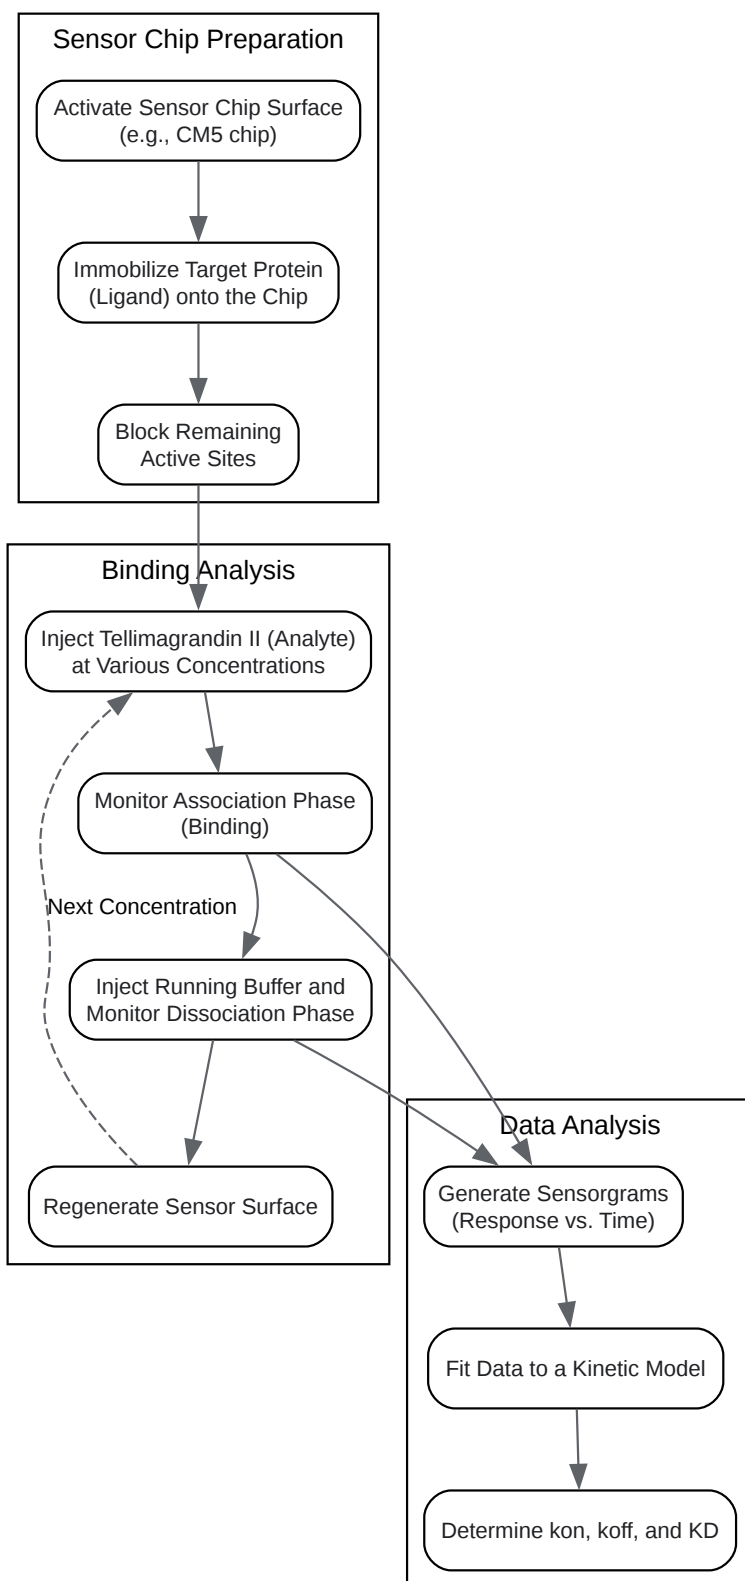 Sensor Chip Preparation
Activate Sensor Chip Surface
(e.g., CM5 chip)
Immobilize Target Protein
(Ligand) onto the Chip
Block Remaining
Active Sites
Binding Analysis
Inject Tellimagrandin II (Analyte)
at Various Concentrations
Monitor Association Phase
(Binding)
Next Concentration
Inject Running Buffer and
Monitor Dissociation Phase
Regenerate Sensor Surface
Data Analysis
Generate Sensorgrams
(Response vs. Time)
Fit Data to a Kinetic Model
Determine kon, koff, and KD